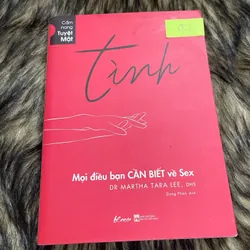 Cẩm
nang
Tuyệt
Mật
Tình
Mọi điều bạn CẦN BIẾT về Sex
DR MARTHA TARA LEE, DHS